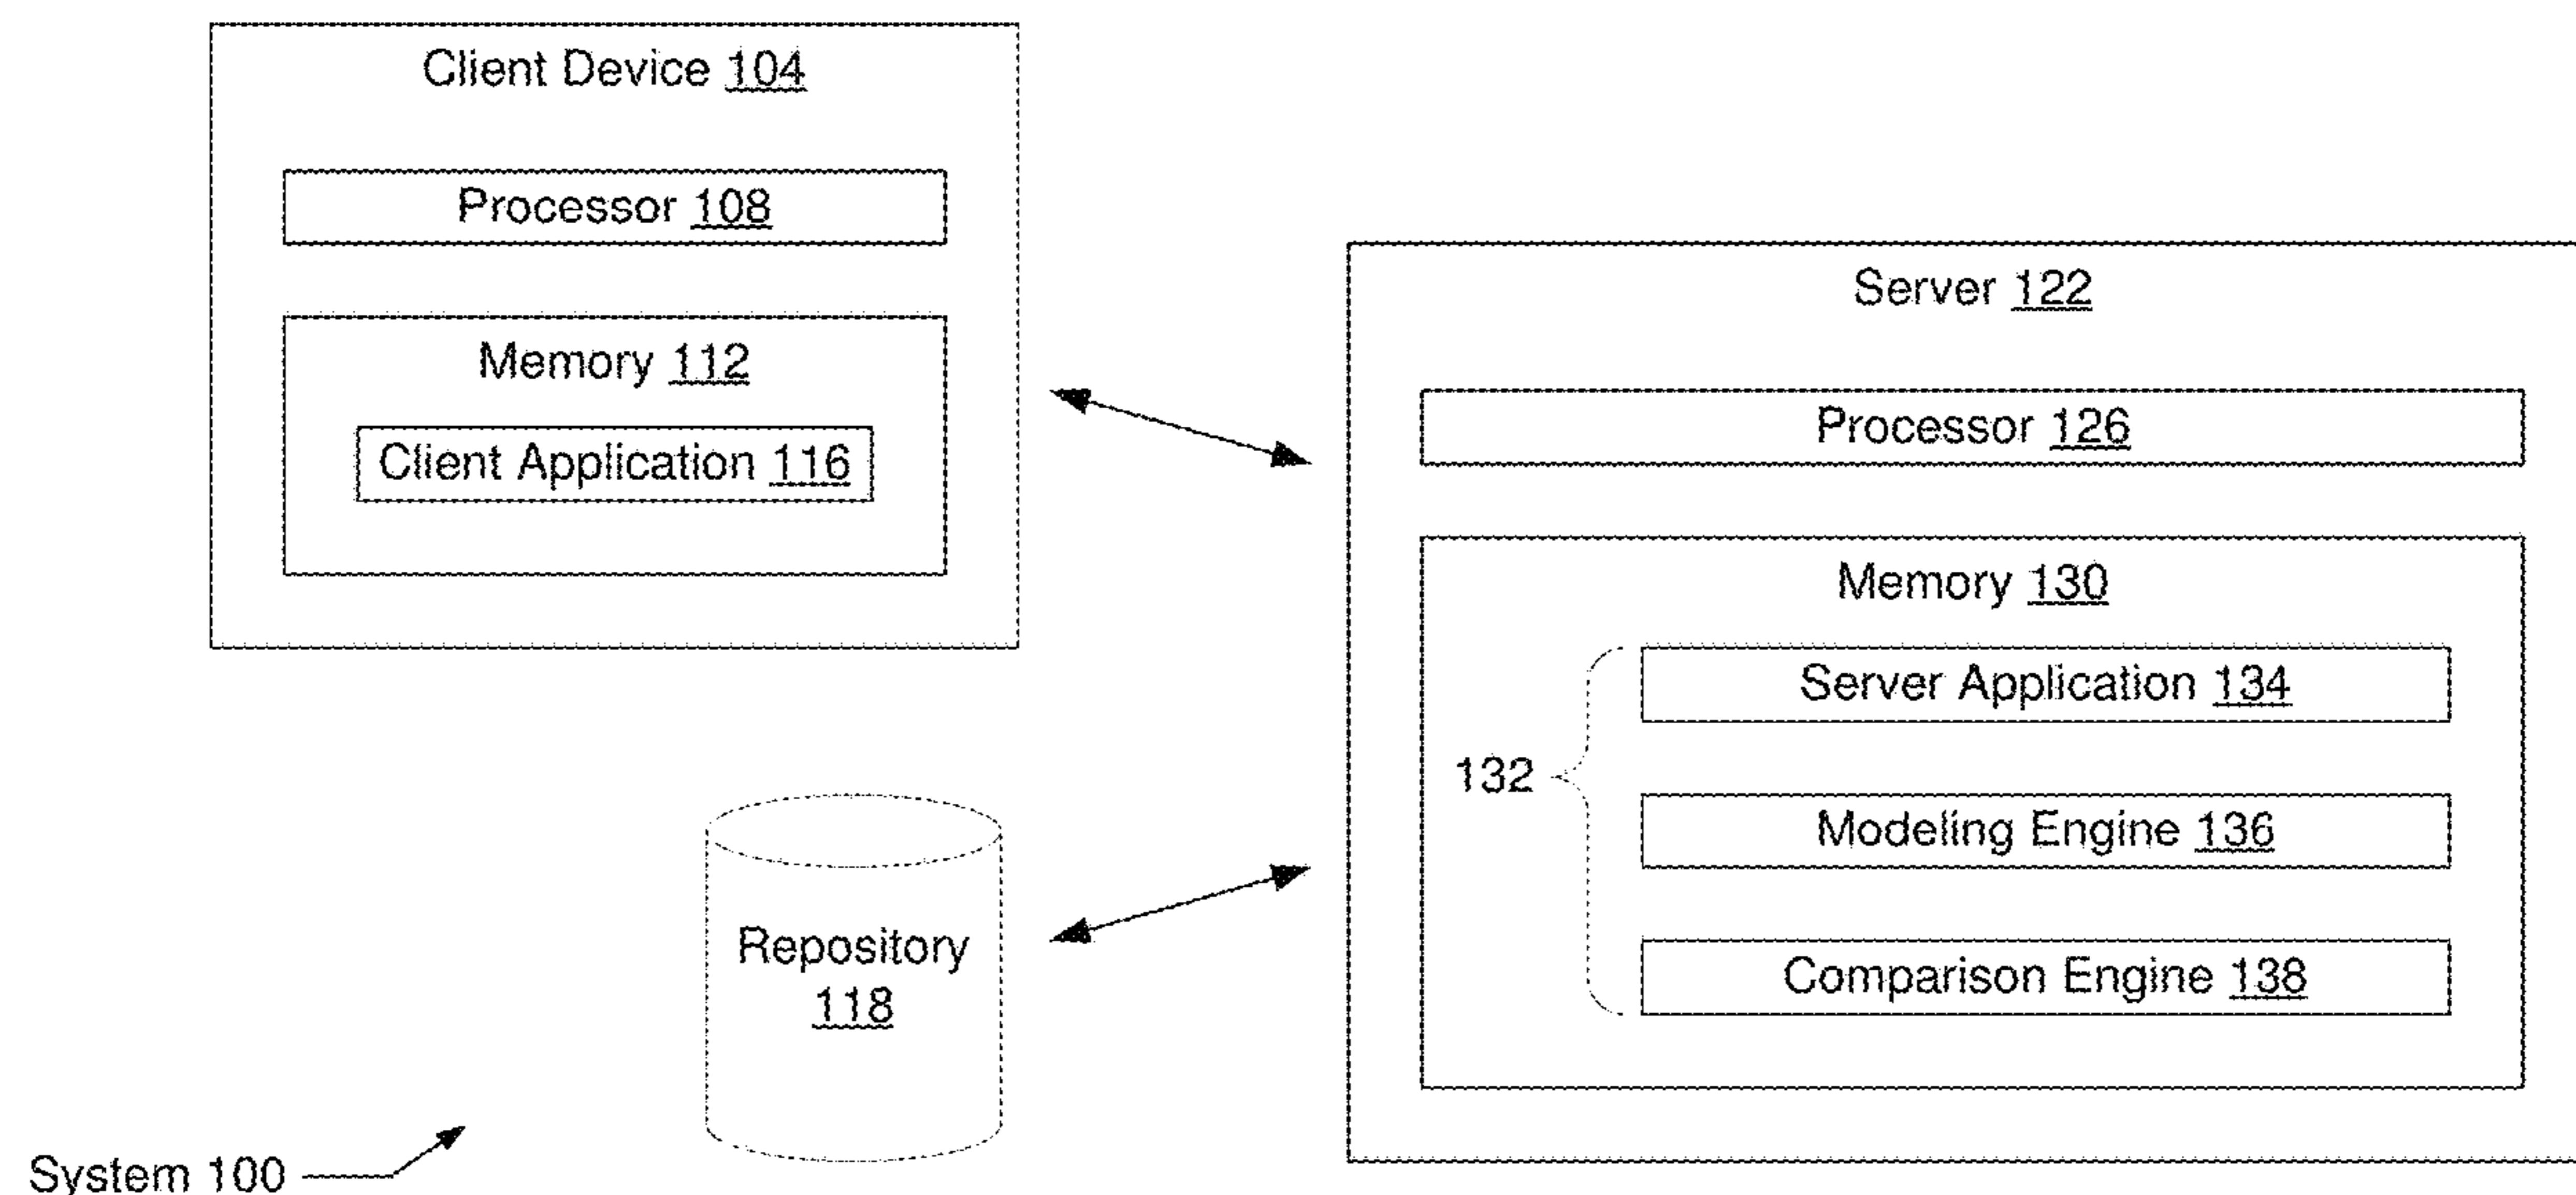 Client Device 104
Processor 108
Memory 112
Client Application 116
Server 122
Processor 126
Memory 130
132
Server Application 134
Modeling Engine 136
Comparison Engine 138
Repository
118
System 100